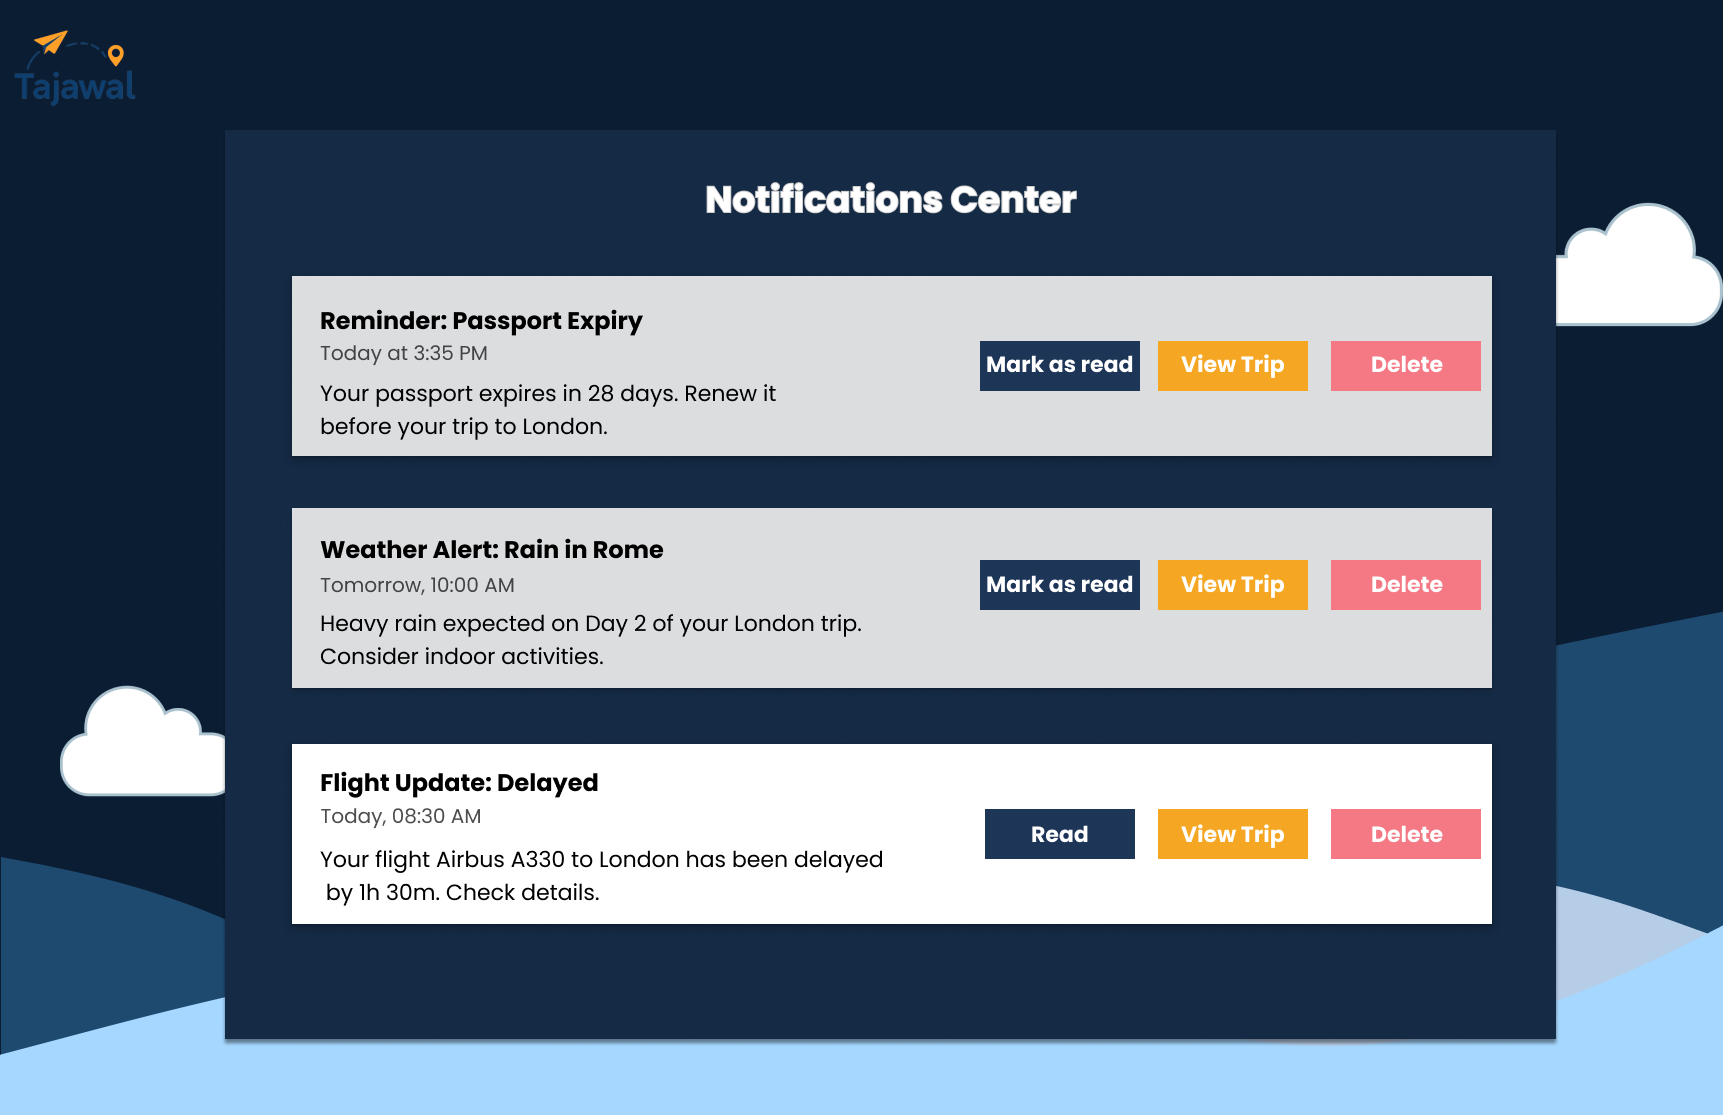 Tajawal
Notifications Center
Reminder: Passport Expiry
Today at 3:35 PM
Your passport expires in 28 days. Renew it
before your trip to London.
Mark as read
View Trip
Delete
Weather Alert: Rain in Rome
Tomorrow, 10:00 AM
Heavy rain expected on Day 2 of your London trip.
Consider indoor activities.
Mark as read
View Trip
Delete
Flight Update: Delayed
Today, 08:30 AM
Your flight Airbus A330 to London has been delayed
by 1h 30m. Check details.
Read
View Trip
Delete